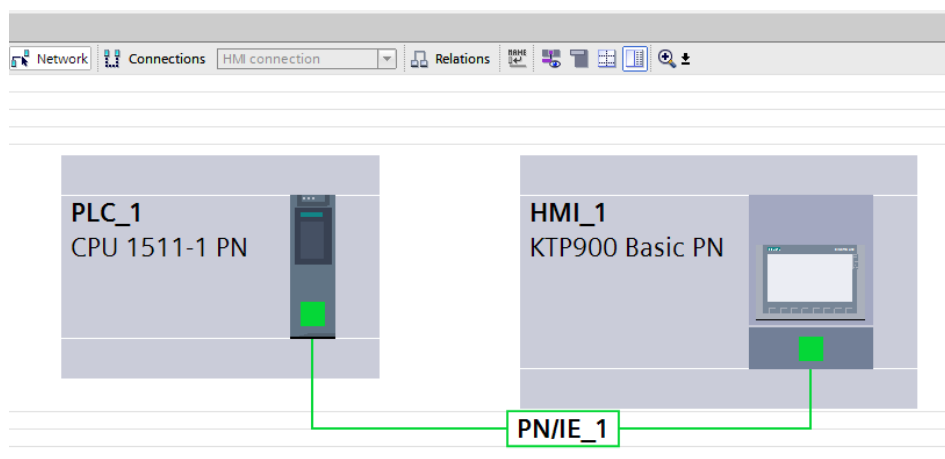 Network Connections HMI connection Relations
PLC_1
CPU 1511-1 PN
HMI_1
KTP900 Basic PN
PN/IE_1